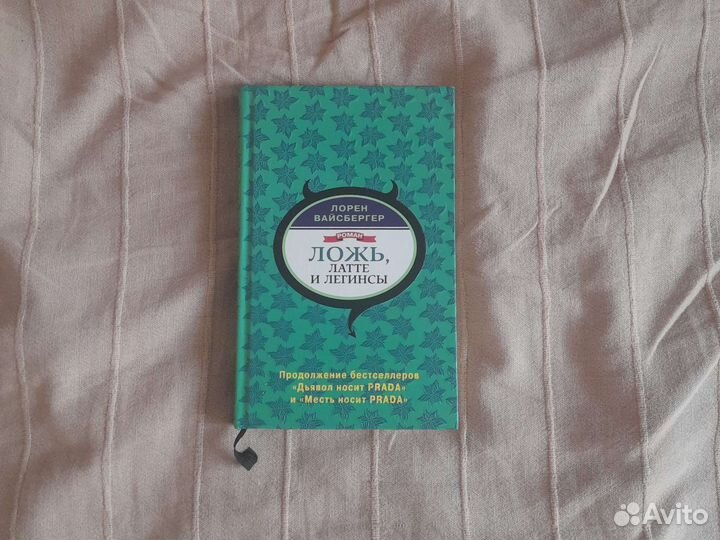 ЛОРЕН
ВАЙСБЕРГЕР
РОМАН
ЛОЖЬ,
ЛАТТЕ
И ЛЕГИНСЫ
Продолжение бестселлеров
«Дьявол носит PRADA»
и «Месть носит PRADA»
Avito